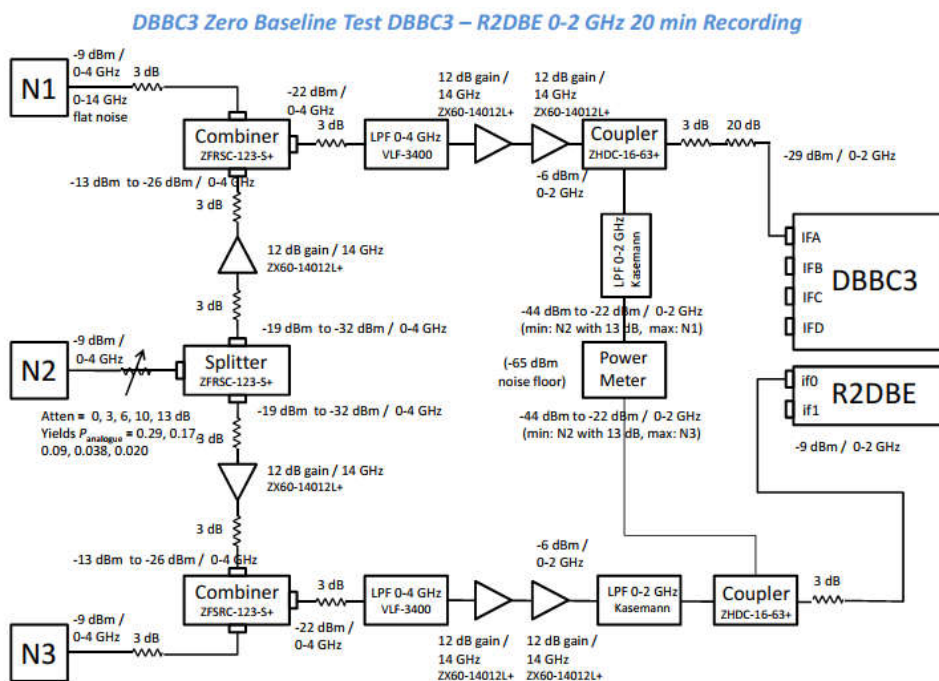 DBBC3 Zero Baseline Test DBBC3 – R2DBE 0-2 GHz 20 min Recording
N1
-9 dBm /
0-4 GHz
3 dB
0-14 GHz
flat noise
Combiner
ZFRSC-123-S+
-22 dBm /
0-4 GHz
3 dB
LPF 0-4 GHz
VLF-3400
12 dB gain /
14 GHz
ZX60-14012L+
12 dB gain /
14 GHz
ZX60-14012L+
Coupler
ZHDC-16-63+
3 dB
20 dB
-29 dBm / 0-2 GHz
-6 dBm /
0-2 GHz
-13 dBm to -26 dBm / 0-4 GHz
3 dB
12 dB gain / 14 GHz
ZX60-14012L+
3 dB
LPF 0-2 GHz
Kasemann
IFA
IFB
IFC
IFD
DBBC3
-19 dBm to -32 dBm / 0-4 GHz
-44 dBm to -22 dBm / 0-2 GHz
(min: N2 with 13 dB, max: N1)
N2
-9 dBm /
0-4 GHz
Splitter
ZFRSC-123-S+
(-65 dBm
noise floor)
Power
Meter
if0
if1
R2DBE
Atten = 0, 3, 6, 10, 13 dB
Yields Panalogue = 0.29, 0.17,
0.09, 0.038, 0.020
-19 dBm to -32 dBm / 0-4 GHz
3 dB
-44 dBm to -22 dBm / 0-2 GHz
(min: N2 with 13 dB, max: N3)
-9 dBm / 0-2 GHz
12 dB gain / 14 GHz
ZX60-14012L+
3 dB
-13 dBm to -26 dBm / 0-4 GHz
-6 dBm /
0-2 GHz
Combiner
ZFSRC-123-S+
3 dB
LPF 0-4 GHz
VLF-3400
LPF 0-2 GHz
Kasemann
Coupler
ZHDC-16-63+
3 dB
N3
-9 dBm /
0-4 GHz
3 dB
-22 dBm /
0-4 GHz
12 dB gain
/ 14 GHz
ZX60-14012L+
12 dB gain /
14 GHz
ZX60-14012L+